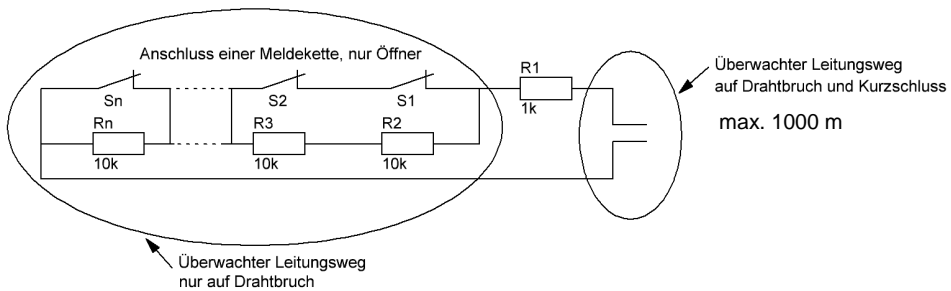 Anschluss einer Meldekette, nur Öffner
R1
Überwachter Leitungsweg
auf Drahtbruch und Kurzschluss
Sn
S2
S1
1k
max. 1000 m
Rn
R3
R2
10k
10k
10k
Überwachter Leitungsweg
nur auf Drahtbruch